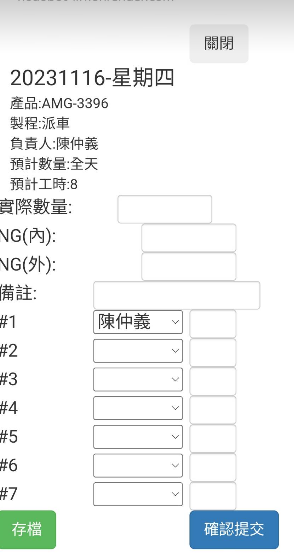 關閉
20231116-星期四
產品:AMG-3396
製程:派車
負責人:陳仲義
預計數量:全天
預計工時:8
實際數量:
NG(內):
NG(外):
備註:
#1 陳仲義
#2
#3
#4
#5
#6
#7
存檔 確認提交